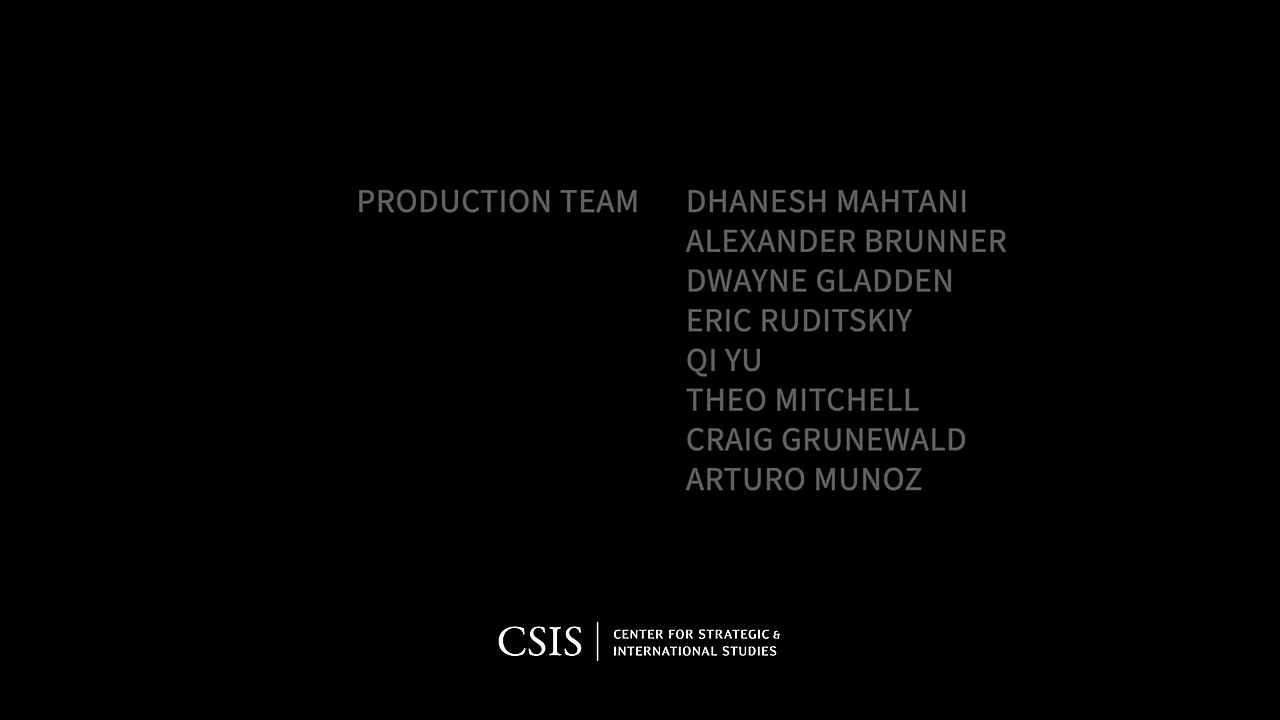 PRODUCTION TEAM DHANESH MAHTANI
ALEXANDER BRUNNER
DWAYNE GLADDEN
ERIC RUDITSKIY
QI YU
THEO MITCHELL
CRAIG GRUNEWALD
ARTURO MUNOZ
CSIS CENTER FOR STRATEGIC &
INTERNATIONAL STUDIES